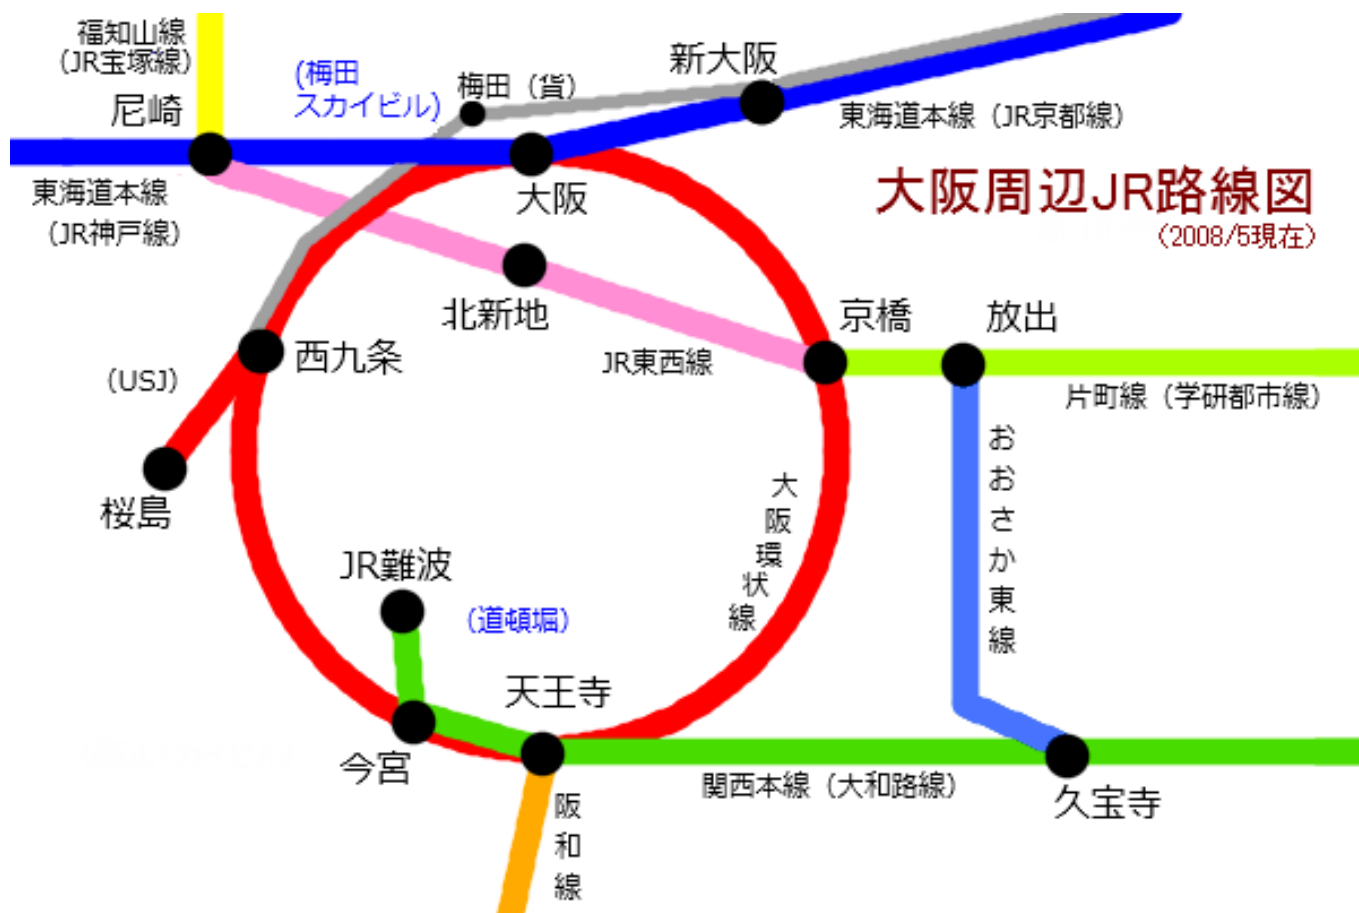 福知山線
（JR宝塚線）
尼崎
（梅田
スカイビル）
梅田（貨）
新大阪
東海道本線（JR京都線）
東海道本線
（JR神戸線）
大阪
大阪周辺JR路線図
（2008/5現在）
北新地
京橋
放出
西九条
JR東西線
（USJ）
片町線（学研都市線）
おおさか東線
桜島
大阪環状線
JR難波
（道頓堀）
天王寺
今宮
関西本線（大和路線）
久宝寺
阪和線